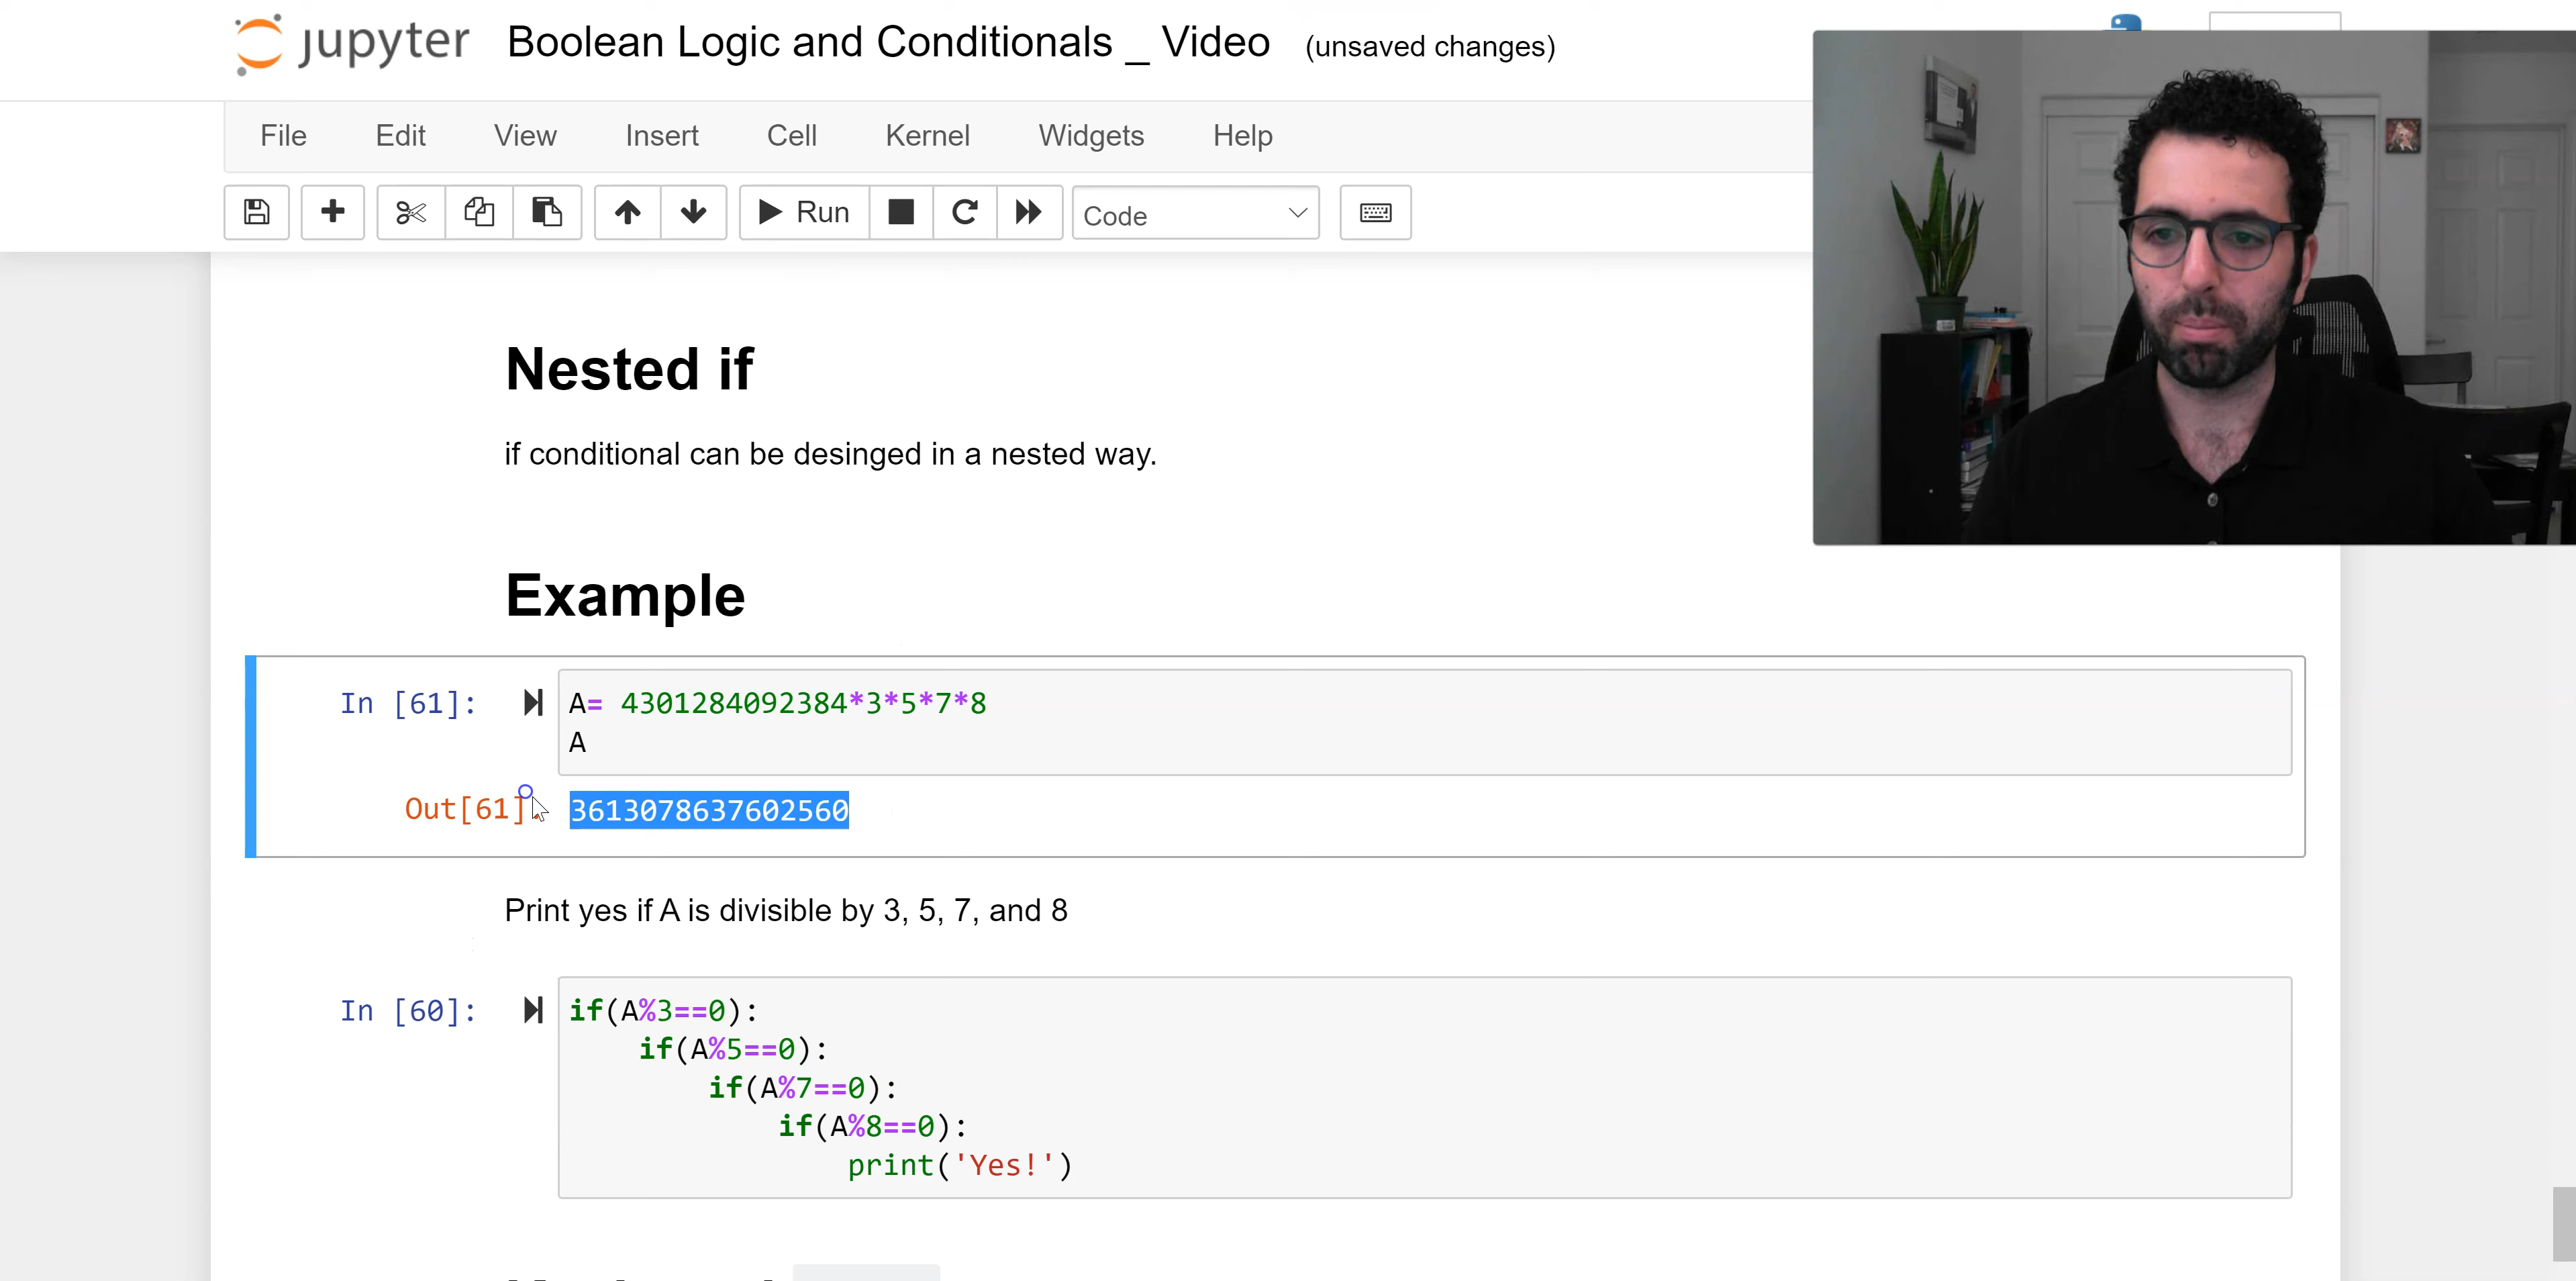 jupyter Boolean Logic and Conditionals _ Video (unsaved changes)
File Edit View Insert Cell Kernel Widgets Help
Run Code
Nested if
if conditional can be desinged in a nested way.
Example
In [61]: A= 4301284092384*3*5*7*8
A
Out[61]: 3613078637602560
Print yes if A is divisible by 3, 5, 7, and 8
In [60]: if(A%3==0):
if(A%5==0):
if(A%7==0):
if(A%8==0):
print('Yes!')